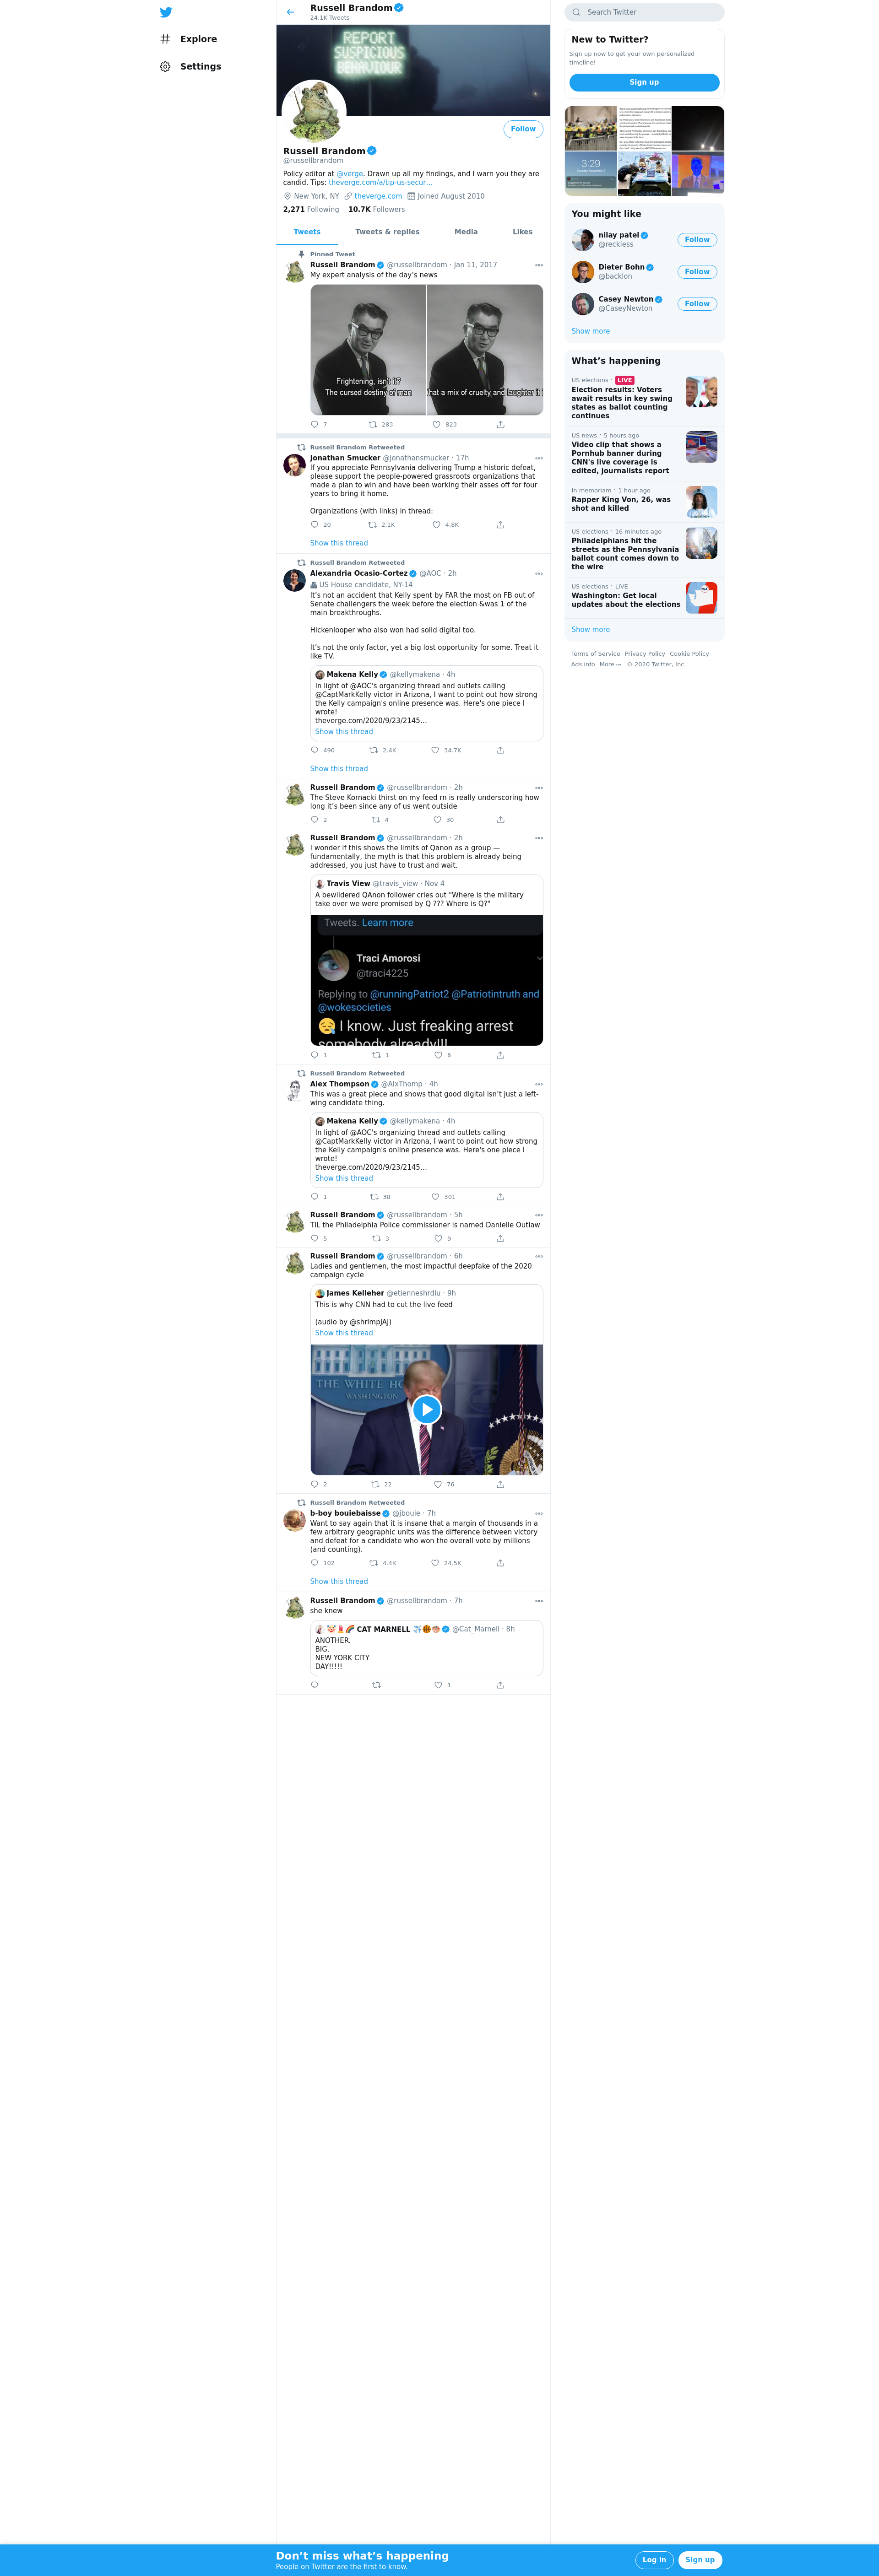 Explore
Settings
Russell Brandom
24.1K Tweets
REPORT
SUSPICIOUS
BEHAVIOUR
Follow
Russell Brandom
@russellbrandom
Policy editor at @verge. Drawn up all my findings, and I warn you they are
candid. Tips: theverge.com/a/tip-us-secur…
New York, NY theverge.com Joined August 2010
2,271 Following 10.7K Followers
Tweets Tweets & replies Media Likes
Pinned Tweet
Russell Brandom @russellbrandom · Jan 11, 2017
My expert analysis of the day’s news
Frightening, isn't it?
The cursed destiny of man
that a mix of cruelty and laughter it i
7 283 823
Russell Brandom Retweeted
Jonathan Smucker @jonathansmucker · 17h
If you appreciate Pennsylvania delivering Trump a historic defeat,
please support the people-powered grassroots organizations that
made a plan to win and have been working their asses off for four
years to bring it home.
Organizations (with links) in thread:
20 2.1K 4.8K
Show this thread
Russell Brandom Retweeted
Alexandria Ocasio-Cortez @AOC · 2h
US House candidate, NY-14
It’s not an accident that Kelly spent by FAR the most on FB out of
Senate challengers the week before the election &was 1 of the
main breakthroughs.
Hickenlooper who also won had solid digital too.
It’s not the only factor, yet a big lost opportunity for some. Treat it
like TV.
Makena Kelly @kellymakena · 4h
In light of @AOC's organizing thread and outlets calling
@CaptMarkKelly victor in Arizona, I want to point out how strong
the Kelly campaign's online presence was. Here's one piece I
wrote!
theverge.com/2020/9/23/2145…
Show this thread
490 2.4K 34.7K
Show this thread
Russell Brandom @russellbrandom · 2h
The Steve Kornacki thirst on my feed rn is really underscoring how
long it’s been since any of us went outside
2 4 30
Russell Brandom @russellbrandom · 2h
I wonder if this shows the limits of Qanon as a group —
fundamentally, the myth is that this problem is already being
addressed, you just have to trust and wait.
Travis View @travis_view · Nov 4
A bewildered QAnon follower cries out "Where is the military
take over we were promised by Q ??? Where is Q?"
Tweets. Learn more
Traci Amorosi
@traci4225
Replying to @runningPatriot2 @Patriotintruth and
@wokesocieties
😪 I know. Just freaking arrest
somebody already!!!
1 1 6
Russell Brandom Retweeted
Alex Thompson @AlxThomp · 4h
This was a great piece and shows that good digital isn’t just a left-
wing candidate thing.
Makena Kelly @kellymakena · 4h
In light of @AOC's organizing thread and outlets calling
@CaptMarkKelly victor in Arizona, I want to point out how strong
the Kelly campaign's online presence was. Here's one piece I
wrote!
theverge.com/2020/9/23/2145…
Show this thread
1 38 301
Russell Brandom @russellbrandom · 5h
TIL the Philadelphia Police commissioner is named Danielle Outlaw
5 3 9
Russell Brandom @russellbrandom · 6h
Ladies and gentlemen, the most impactful deepfake of the 2020
campaign cycle
James Kelleher @etienneshrdlu · 9h
This is why CNN had to cut the live feed
(audio by @shrimpJAJ)
Show this thread
THE WHITE HO
WASHINGTON
2 22 76
Russell Brandom Retweeted
b-boy bouiebaisse @jbouie · 7h
Want to say again that it is insane that a margin of thousands in a
few arbitrary geographic units was the difference between victory
and defeat for a candidate who won the overall vote by millions
(and counting).
102 4.4K 24.5K
Show this thread
Russell Brandom @russellbrandom · 7h
she knew
CAT MARNELL @Cat_Marnell · 8h
ANOTHER.
BIG.
NEW YORK CITY
DAY!!!!!
1
Search Twitter
New to Twitter?
Sign up now to get your own personalized
timeline!
Sign up
3:29
You might like
nilay patel
@reckless
Follow
Dieter Bohn
@backlon
Follow
Casey Newton
@CaseyNewton
Follow
Show more
What’s happening
US elections · LIVE
Election results: Voters
await results in key swing
states as ballot counting
continues
US news · 5 hours ago
Video clip that shows a
Pornhub banner during
CNN's live coverage is
edited, journalists report
In memoriam · 1 hour ago
Rapper King Von, 26, was
shot and killed
US elections · 16 minutes ago
Philadelphians hit the
streets as the Pennsylvania
ballot count comes down to
the wire
US elections · LIVE
Washington: Get local
updates about the elections
Show more
Terms of Service Privacy Policy Cookie Policy
Ads info More © 2020 Twitter, Inc.
Don’t miss what’s happening
People on Twitter are the first to know.
Log in Sign up